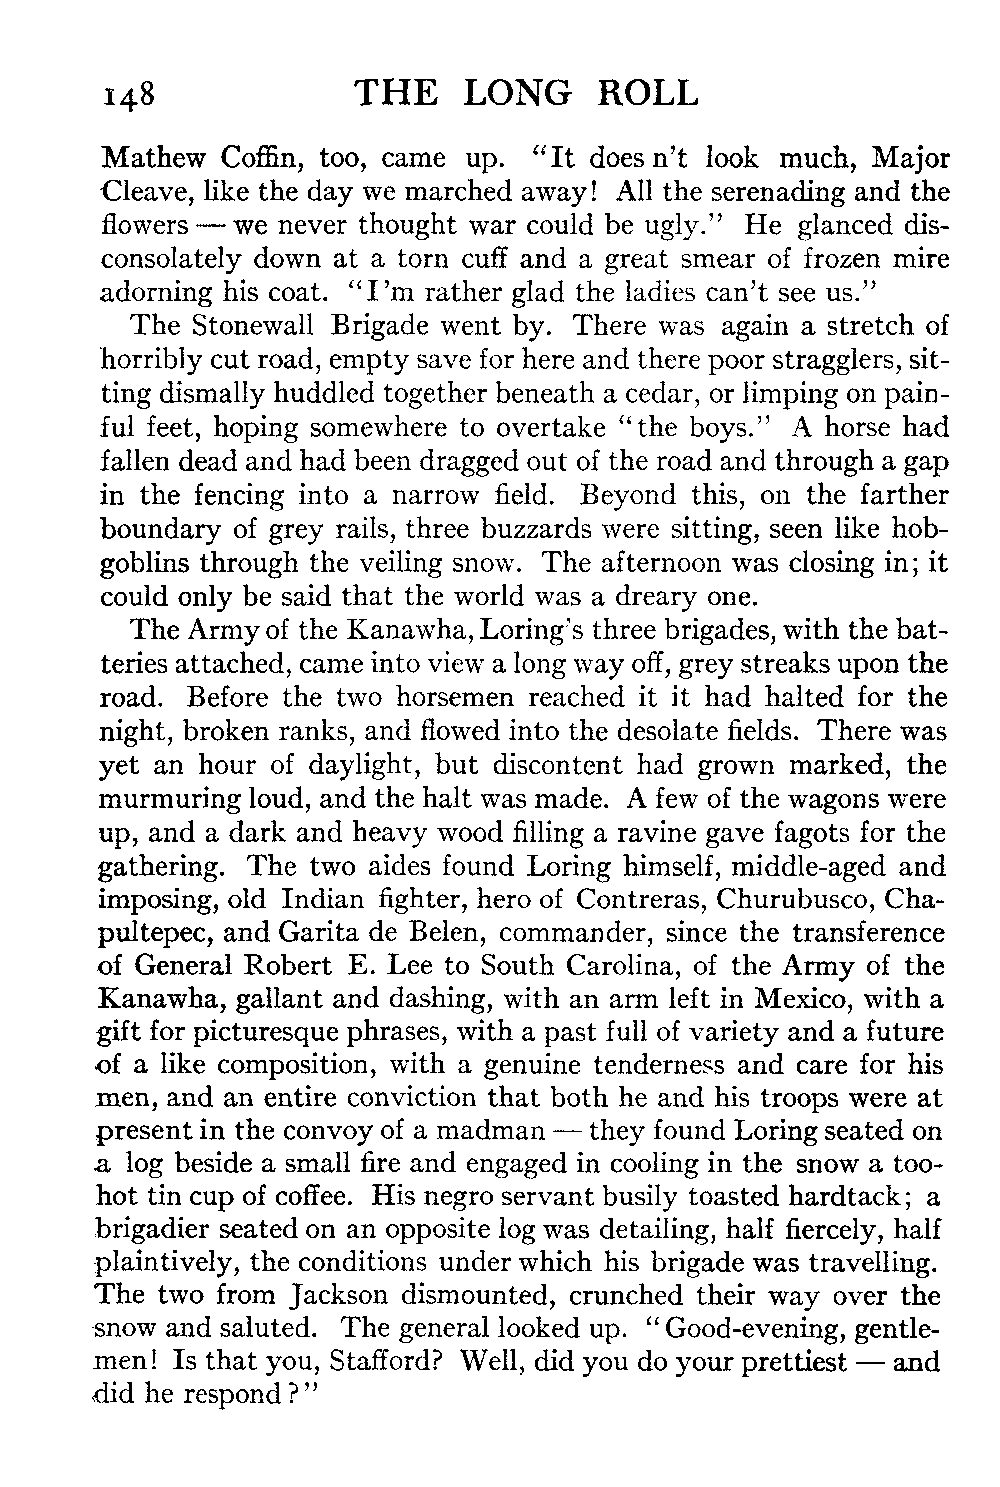 148 THE LONG ROLL
Mathew Coffin, too, came up. "It does n't look much, Major
Cleave, like the day we marched away! All the serenading and the
flowers — we never thought war could be ugly." He glanced dis-
consolately down at a torn cuff and a great smear of frozen mire
adorning his coat. "I'm rather glad the ladies can't see us."
The Stonewall Brigade went by. There was again a stretch of
horribly cut road, empty save for here and there poor stragglers, sit-
ting dismally huddled together beneath a cedar, or limping on pain-
ful feet, hoping somewhere to overtake "the boys." A horse had
fallen dead and had been dragged out of the road and through a gap
in the fencing into a narrow field. Beyond this, on the farther
boundary of grey rails, three buzzards were sitting, seen like hob-
goblins through the veiling snow. The afternoon was closing in; it
could only be said that the world was a dreary one.
The Army of the Kanawha, Loring's three brigades, with the bat-
teries attached, came into view a long way off, grey streaks upon the
road. Before the two horsemen reached it it had halted for the
night, broken ranks, and flowed into the desolate fields. There was
yet an hour of daylight, but discontent had grown marked, the
murmuring loud, and the halt was made. A few of the wagons were
up, and a dark and heavy wood filling a ravine gave fagots for the
gathering. The two aides found Loring himself, middle-aged and
imposing, old Indian fighter, hero of Contreras, Churubusco, Cha-
pultepec, and Garita de Belen, commander, since the transference
of General Robert E. Lee to South Carolina, of the Army of the
Kanawha, gallant and dashing, with an arm left in Mexico, with a
gift for picturesque phrases, with a past full of variety and a future
of a like composition, with a genuine tenderness and care for his
men, and an entire conviction that both he and his troops were at
present in the convoy of a madman — they found Loring seated on
a log beside a small fire and engaged in cooling in the snow a too-
hot tin cup of coffee. His negro servant busily toasted hardtack; a
brigadier seated on an opposite log was detailing, half fiercely, half
plaintively, the conditions under which his brigade was travelling.
The two from Jackson dismounted, crunched their way over the
snow and saluted. The general looked up. "Good-evening, gentle-
men! Is that you, Stafford? Well, did you do your prettiest — and
did he respond?"